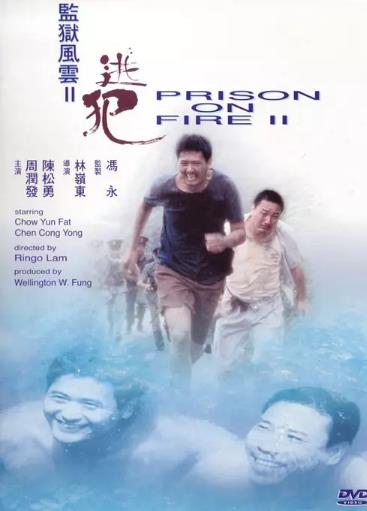 監獄風雲II
逃犯
PRISON
ON
FIRE II
馮永
監製
林嶺東
導演
陳松勇
周潤發
主演
starring
Chow Yun Fat
Chen Cong Yong
directed by
Ringo Lam
produced by
Wellington W. Fung
DVD
VIDEO